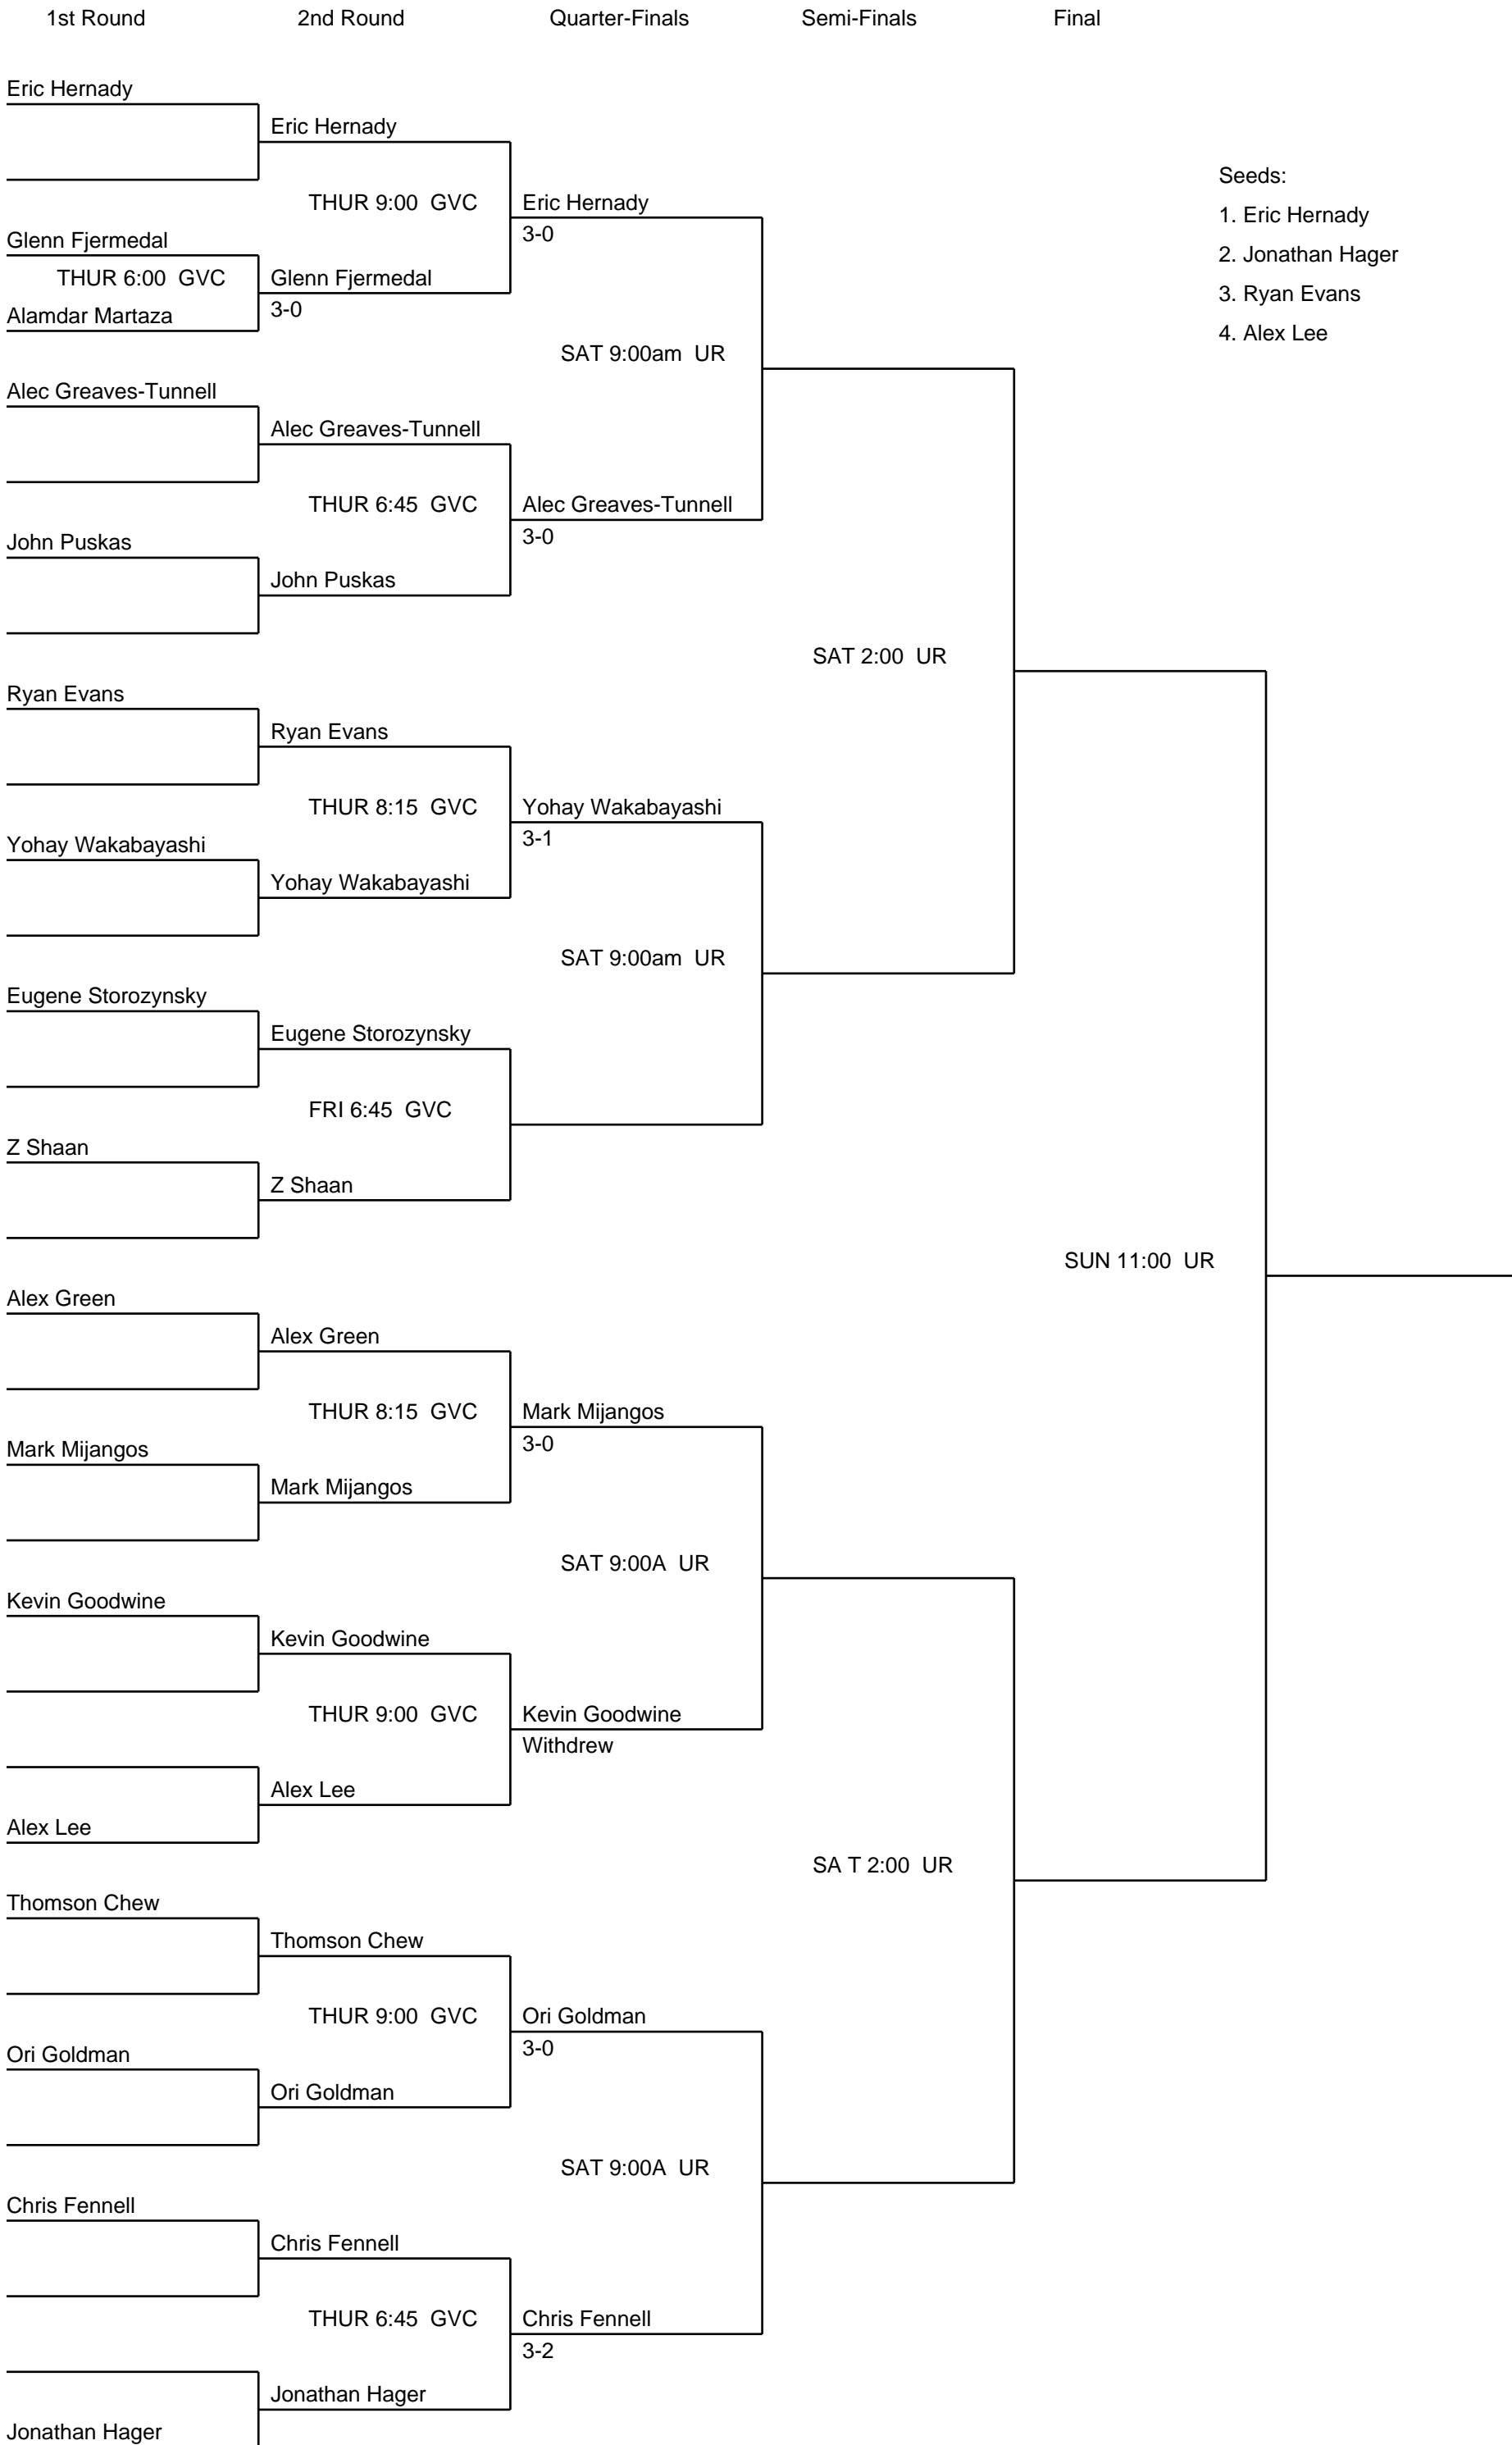 1st Round 2nd Round Quarter-Finals Semi-Finals Final
Eric Hernady
Eric Hernady
Seeds:
THUR 9:00 GVC Eric Hernady
1. Eric Hernady
3-0
Glenn Fjermedal
2. Jonathan Hager
THUR 6:00 GVC Glenn Fjermedal
3. Ryan Evans
3-0
Alamdar Martaza
4. Alex Lee
SAT 9:00am UR
Alec Greaves-Tunnell
Alec Greaves-Tunnell
THUR 6:45 GVC Alec Greaves-Tunnell
3-0
John Puskas
John Puskas
SAT 2:00 UR
Ryan Evans
Ryan Evans
THUR 8:15 GVC Yohay Wakabayashi
3-1
Yohay Wakabayashi
Yohay Wakabayashi
SAT 9:00am UR
Eugene Storozynsky
Eugene Storozynsky
FRI 6:45 GVC
Z Shaan
Z Shaan
SUN 11:00 UR
Alex Green
Alex Green
THUR 8:15 GVC Mark Mijangos
3-0
Mark Mijangos
Mark Mijangos
SAT 9:00A UR
Kevin Goodwine
Kevin Goodwine
THUR 9:00 GVC Kevin Goodwine
Withdrew
Alex Lee
Alex Lee
SA T 2:00 UR
Thomson Chew
Thomson Chew
THUR 9:00 GVC Ori Goldman
3-0
Ori Goldman
Ori Goldman
SAT 9:00A UR
Chris Fennell
Chris Fennell
THUR 6:45 GVC Chris Fennell
3-2
Jonathan Hager
Jonathan Hager